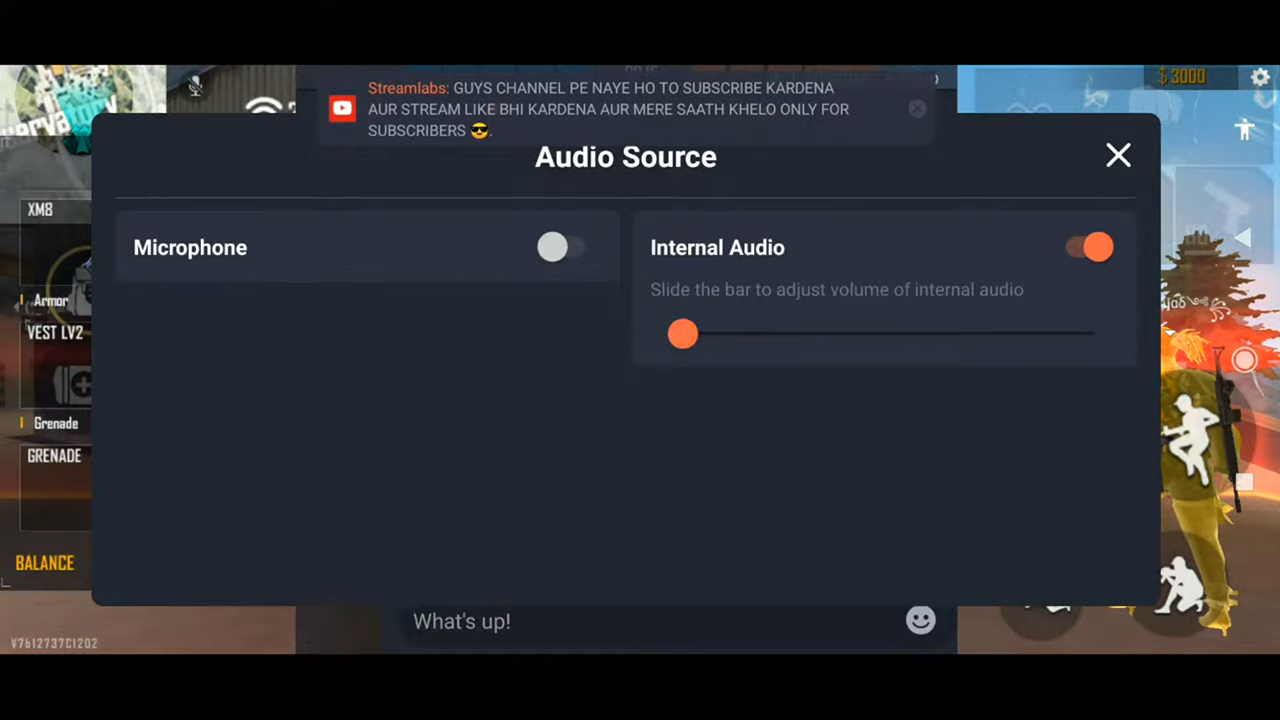 $ 3000
Streamlabs: GUYS CHANNEL PE NAYE HO TO SUBSCRIBE KARDENA
AUR STREAM LIKE BHI KARDENA AUR MERE SAATH KHELO ONLY FOR
SUBSCRIBERS 😎.
Audio Source
XM8
Microphone
Internal Audio
Slide the bar to adjust volume of internal audio
Armor
VEST LV2
Grenade
GRENADE
BALANCE
What's up!
V7b12737C1202